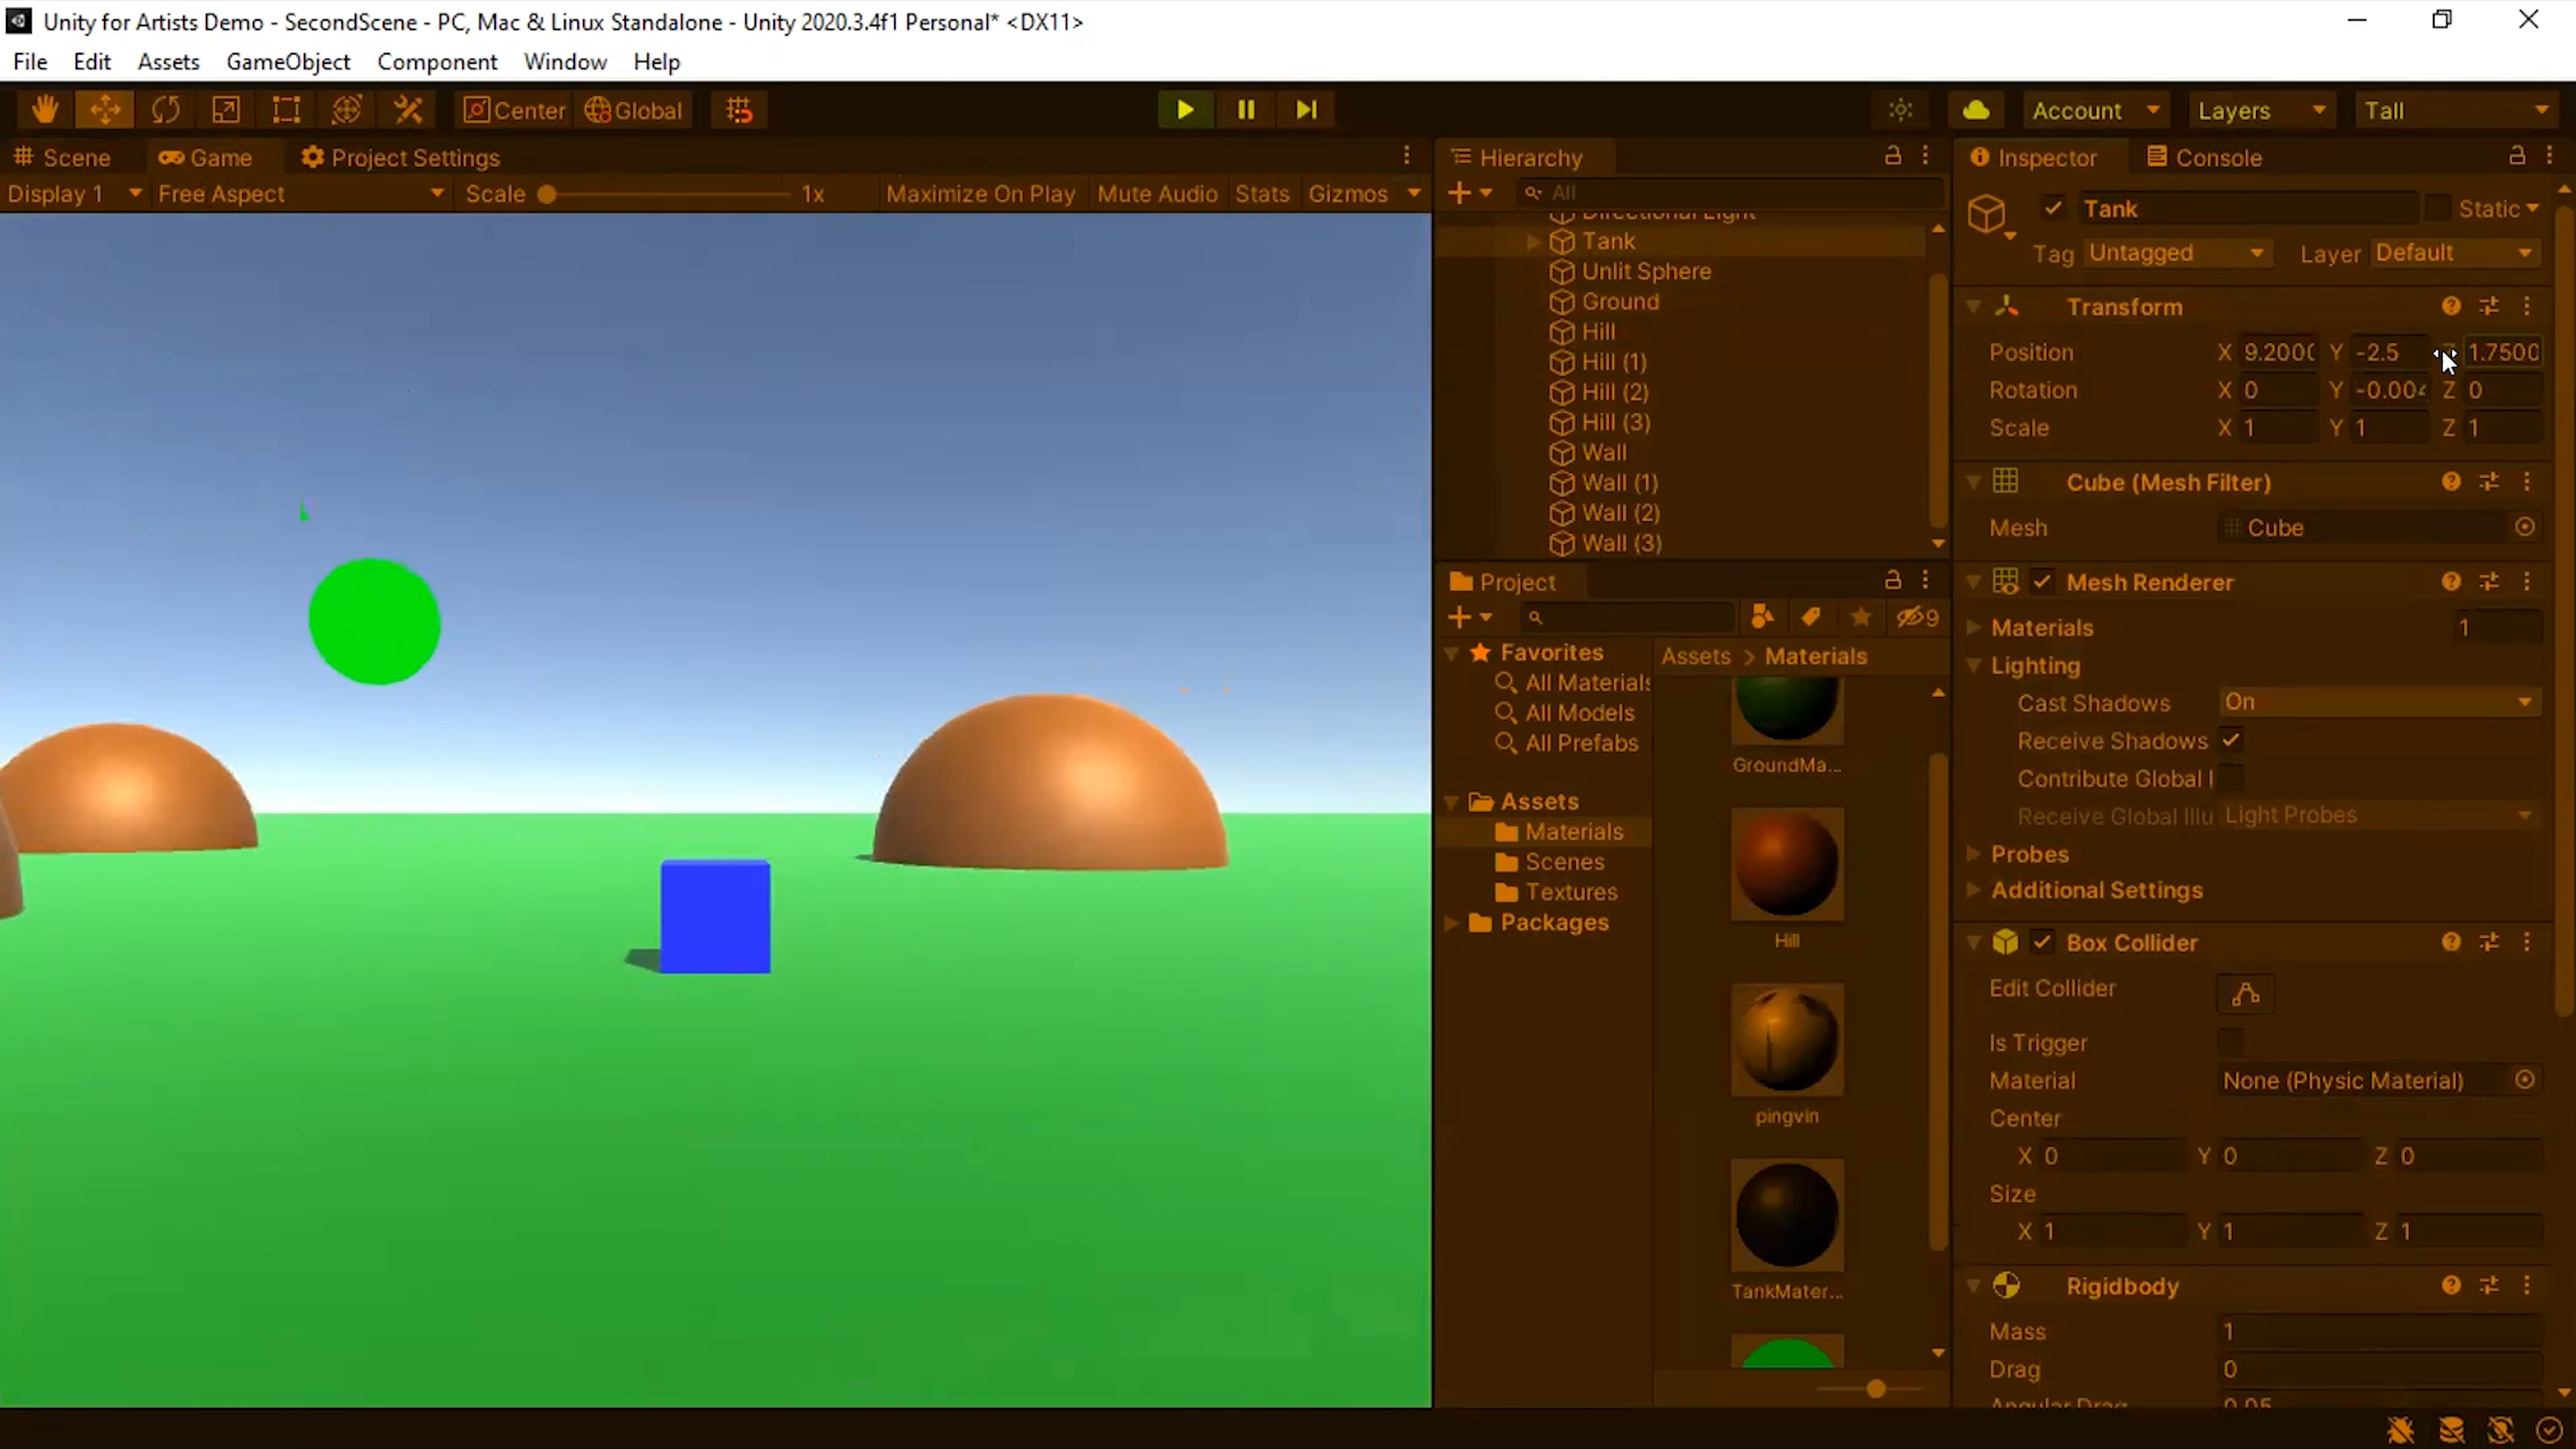 Unity for Artists Demo - SecondScene - PC, Mac & Linux Standalone - Unity 2020.3.4f1 Personal* <DX11>
File Edit Assets GameObject Component Window Help
Center Global Account Layers Tall
Scene Game Project Settings
Display 1 Free Aspect Scale 1x Maximize On Play Mute Audio Stats Gizmos
Hierarchy
All
Directional Light
Tank
Unlit Sphere
Ground
Hill
Hill (1)
Hill (2)
Hill (3)
Wall
Wall (1)
Wall (2)
Wall (3)
Project
9
Favorites
All Materials
All Models
All Prefabs
Assets
Materials
Scenes
Textures
Packages
Assets > Materials
GroundMa...
Hill
pingvin
TankMater...
Inspector Console
Tank Static
Tag Untagged Layer Default
Transform
Position X 9.2000 Y -2.5 1.7500
Rotation X 0 Y -0.004 Z 0
Scale X 1 Y 1 Z 1
Cube (Mesh Filter)
Mesh Cube
Mesh Renderer
Materials 1
Lighting
Cast Shadows On
Receive Shadows
Contribute Global I
Receive Global Illu Light Probes
Probes
Additional Settings
Box Collider
Edit Collider
Is Trigger
Material None (Physic Material)
Center
X 0 Y 0 Z 0
Size
X 1 Y 1 Z 1
Rigidbody
Mass 1
Drag 0
Angular Drag 0.05